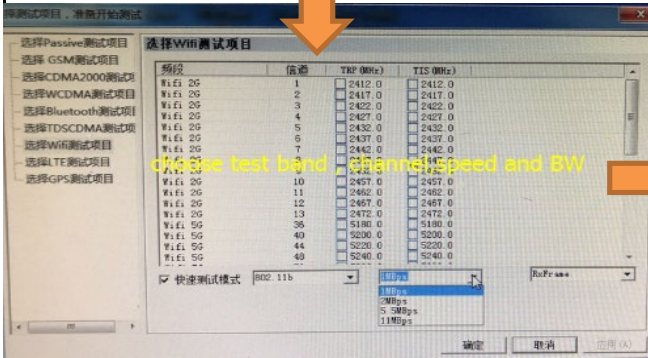 选择测试项目，准备开始测试
选择Passive测试项目
选择 GSM测试项目
选择CDMA2000测试项
选择WCDMA测试项目
选择Bluetooth测试项目
选择TDSCDMA测试项
选择Wifi测试项目
选择LTE测试项目
选择GPS测试项目
选择Wifi测试项目
频段 信道 TRP (MHz) TIS (MHz)
Wifi 2G 1 2412.0 2412.0
Wifi 2G 2 2417.0 2417.0
Wifi 2G 3 2422.0 2422.0
Wifi 2G 4 2427.0 2427.0
Wifi 2G 5 2432.0 2432.0
Wifi 2G 6 2437.0 2437.0
Wifi 2G 7 2442.0 2442.0
choose test band , channel,speed and BW
Wifi 2G 10 2457.0 2457.0
Wifi 2G 11 2462.0 2462.0
Wifi 2G 12 2467.0 2467.0
Wifi 2G 13 2472.0 2472.0
Wifi 5G 36 5180.0 5180.0
Wifi 5G 40 5200.0 5200.0
Wifi 5G 44 5220.0 5220.0
Wifi 5G 48 5240.0 5240.0
快速测试模式 802.11b 1MBps RxFrame
1MBps
2MBps
5.5MBps
11MBps
确定 取消 应用(A)